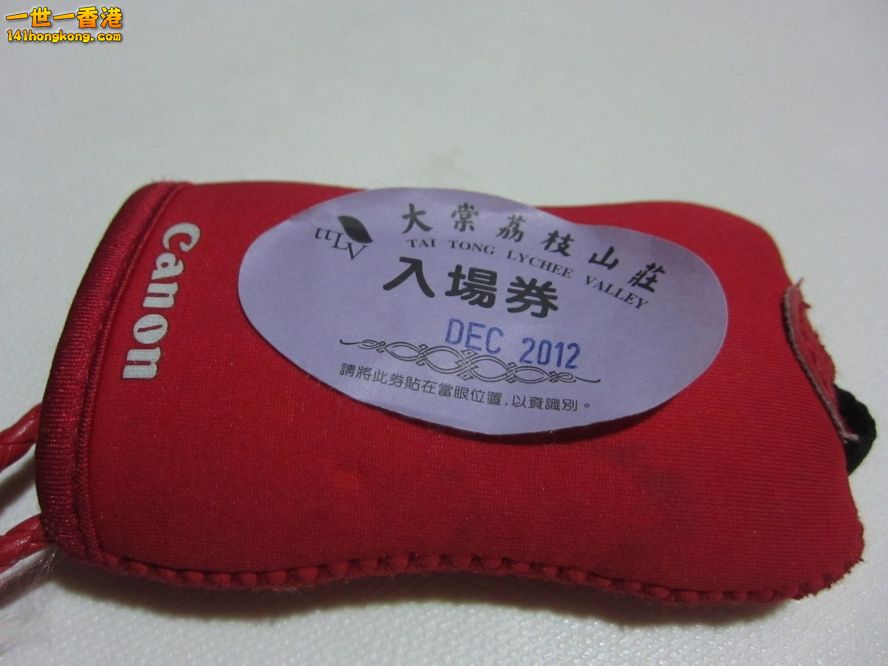 一世一香港
141hongkong.com
Canon
TTLV
大棠荔枝山莊
TAI TONG LYCHEE VALLEY
入場券
DEC 2012
請將此券貼在當眼位置,以資識別。